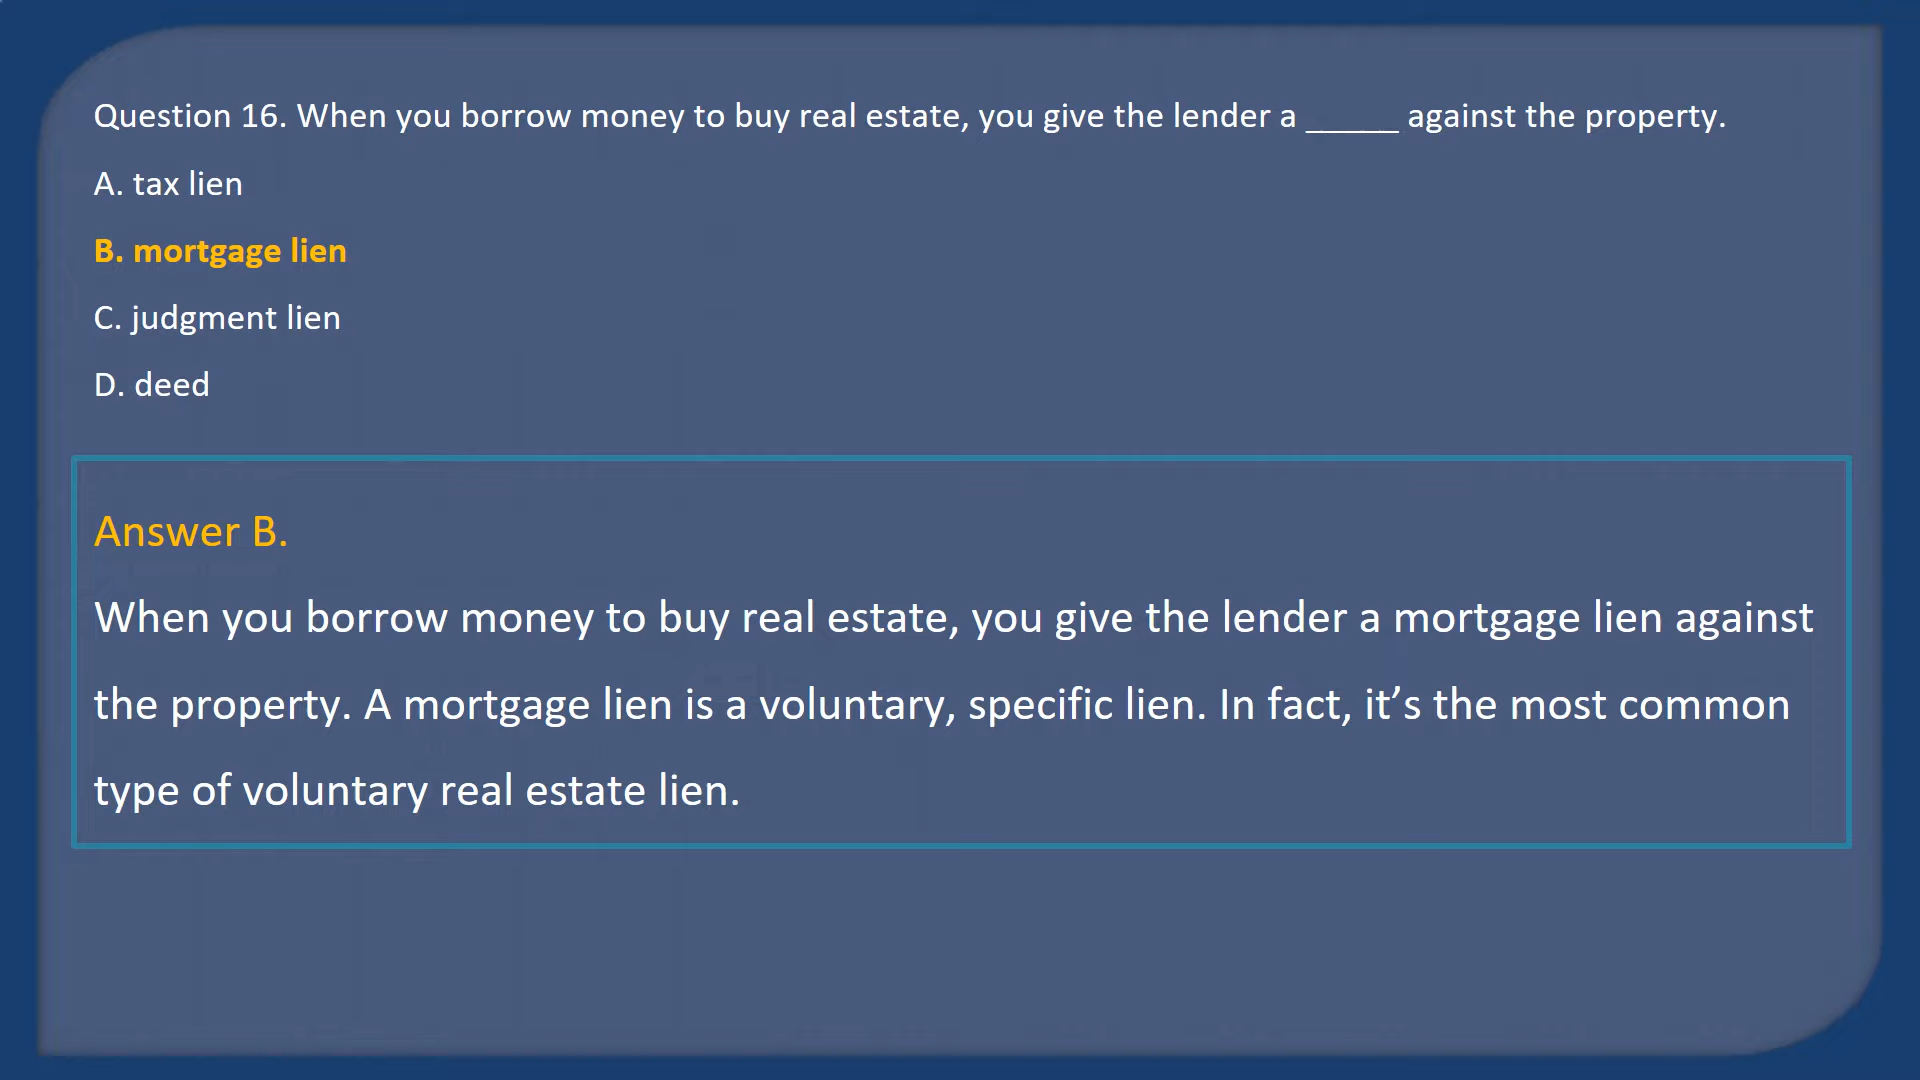 Question 16. When you borrow money to buy real estate, you give the lender a _____ against the property.
A. tax lien
B. mortgage lien
C. judgment lien
D. deed
Answer B.
When you borrow money to buy real estate, you give the lender a mortgage lien against
the property. A mortgage lien is a voluntary, specific lien. In fact, it’s the most common
type of voluntary real estate lien.